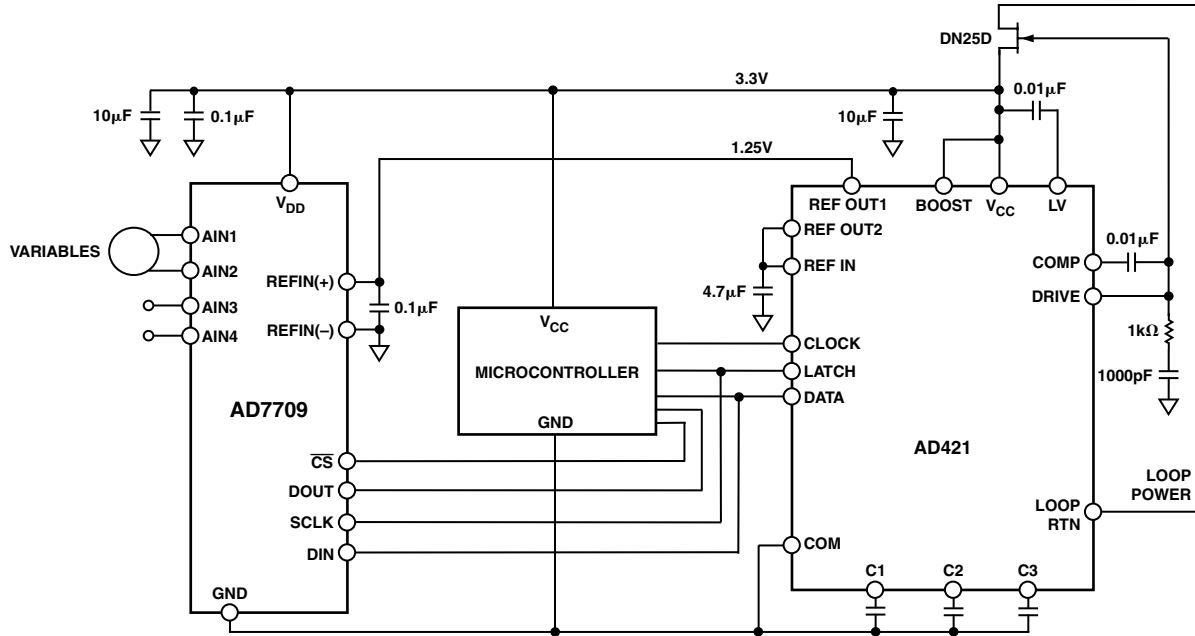 DN25D
3.3V
10μF
0.1μF
10μF
0.01μF
1.25V
VDD
REF OUT1
BOOST
VCC
LV
VARIABLES
AIN1
AIN2
AIN3
AIN4
REFIN(+)
REFIN(–)
0.1μF
AD7709
CS
DOUT
SCLK
DIN
GND
VCC
MICROCONTROLLER
GND
REF OUT2
REF IN
4.7μF
CLOCK
LATCH
DATA
COM
AD421
COMP
DRIVE
0.01μF
1kΩ
1000pF
LOOP
POWER
LOOP
RTN
C1
C2
C3